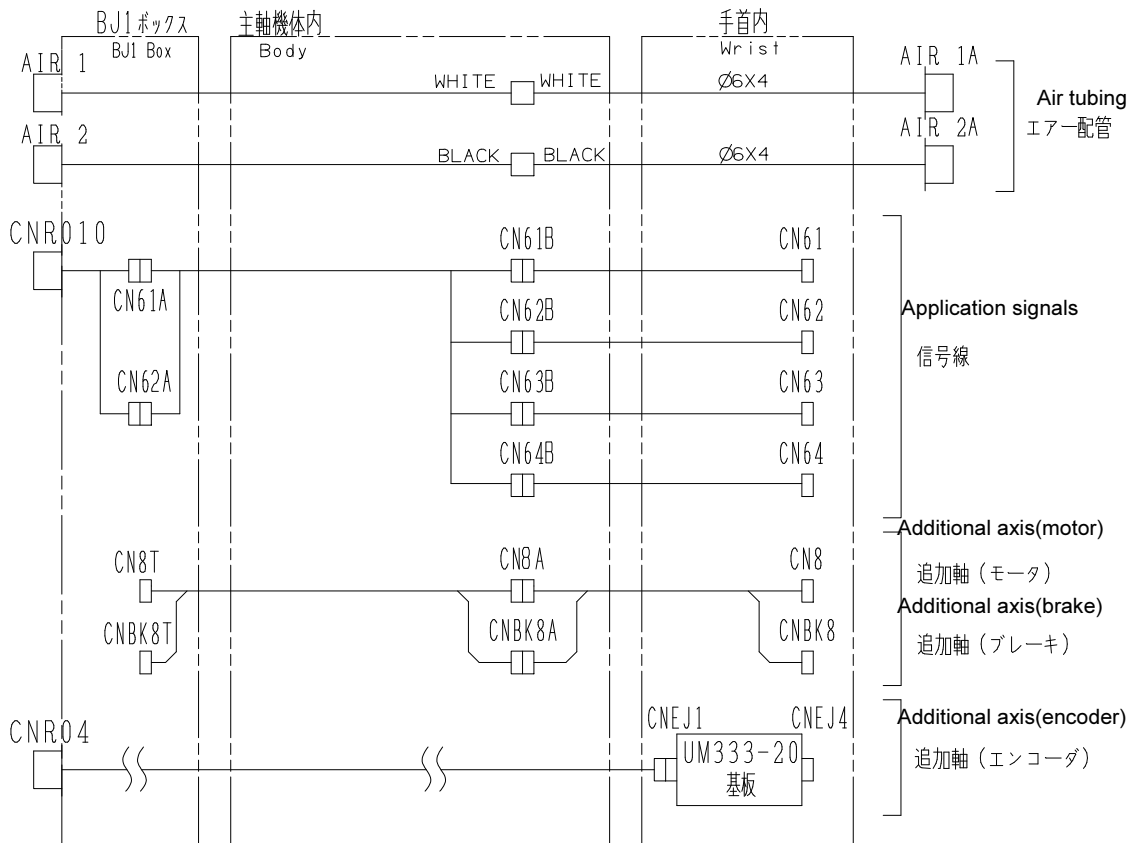 BJ1ボックス
BJ1 Box
主軸機体内
Body
手首内
Wrist
AIR 1
WHITE
WHITE
Ø6X4
AIR 1A
Air tubing
エアー配管
AIR 2
BLACK
BLACK
Ø6X4
AIR 2A
CNR010
CN61A
CN62A
CN61B
CN61
CN62B
CN62
CN63B
CN63
CN64B
CN64
Application signals
信号線
CN8T
CN8A
CN8
Additional axis(motor)
追加軸（モータ）
CNBK8T
CNBK8A
CNBK8
Additional axis(brake)
追加軸（ブレーキ）
CNR04
CNEJ1
CNEJ4
UM333-20
基板
Additional axis(encoder)
追加軸（エンコーダ）